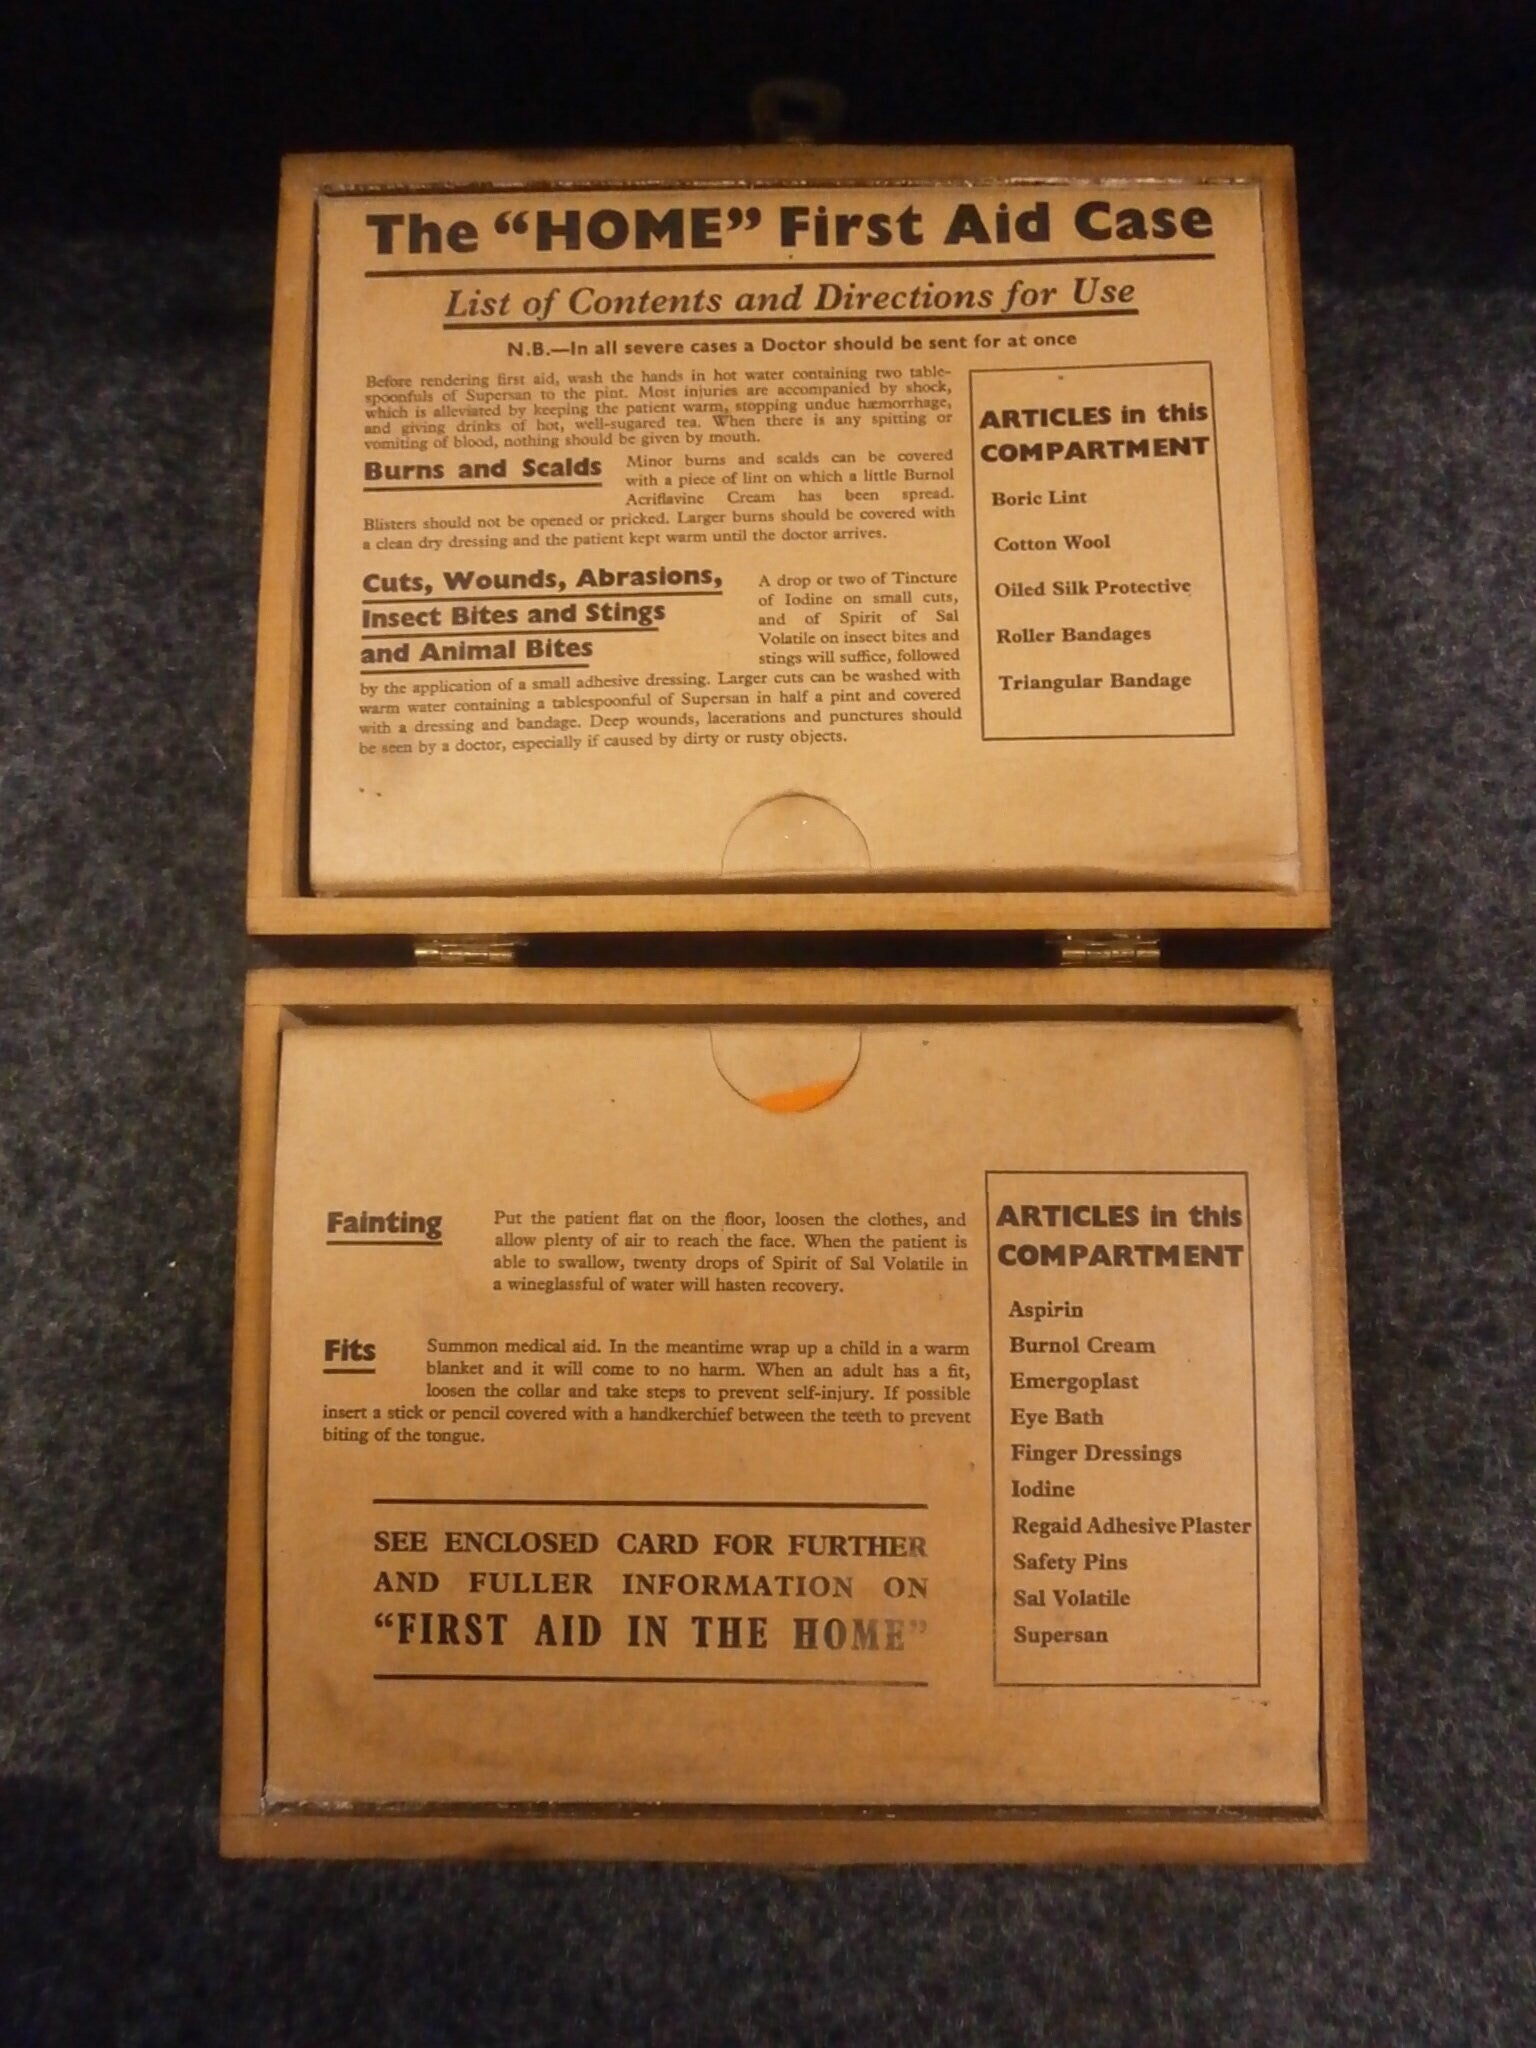 The “HOME” First Aid Case
List of Contents and Directions for Use
N.B.—In all severe cases a Doctor should be sent for at once
Before rendering first aid, wash the hands in hot water containing two table-
spoonfuls of Supersan to the pint. Most injuries are accompanied by shock,
which is alleviated by keeping the patient warm, stopping undue hæmorrhage,
and giving drinks of hot, well-sugared tea. When there is any spitting or
vomiting of blood, nothing should be given by mouth.
Burns and Scalds
Minor burns and scalds can be covered
with a piece of lint on which a little Burnol
Acriflavine Cream has been spread.
Blisters should not be opened or pricked. Larger burns should be covered with
a clean dry dressing and the patient kept warm until the doctor arrives.
Cuts, Wounds, Abrasions,
Insect Bites and Stings
and Animal Bites
A drop or two of Tincture
of Iodine on small cuts,
and of Spirit of Sal
Volatile on insect bites and
stings will suffice, followed
by the application of a small adhesive dressing. Larger cuts can be washed with
warm water containing a tablespoonful of Supersan in half a pint and covered
with a dressing and bandage. Deep wounds, lacerations and punctures should
be seen by a doctor, especially if caused by dirty or rusty objects.
ARTICLES in this
COMPARTMENT
Boric Lint
Cotton Wool
Oiled Silk Protective
Roller Bandages
Triangular Bandage
Fainting
Put the patient flat on the floor, loosen the clothes, and
allow plenty of air to reach the face. When the patient is
able to swallow, twenty drops of Spirit of Sal Volatile in
a wineglassful of water will hasten recovery.
Fits
Summon medical aid. In the meantime wrap up a child in a warm
blanket and it will come to no harm. When an adult has a fit,
loosen the collar and take steps to prevent self-injury. If possible
insert a stick or pencil covered with a handkerchief between the teeth to prevent
biting of the tongue.
SEE ENCLOSED CARD FOR FURTHER
AND FULLER INFORMATION ON
“FIRST AID IN THE HOME”
ARTICLES in this
COMPARTMENT
Aspirin
Burnol Cream
Emergoplast
Eye Bath
Finger Dressings
Iodine
Regaid Adhesive Plaster
Safety Pins
Sal Volatile
Supersan